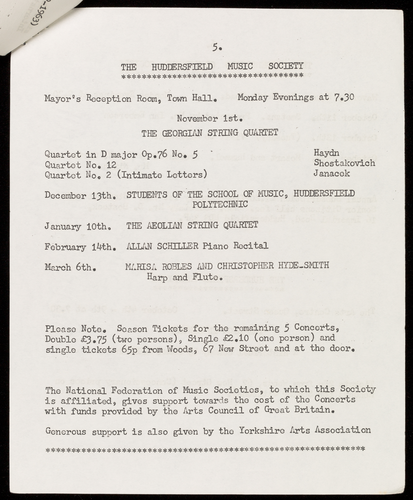 -1963)
5.
THE HUDDERSFIELD MUSIC SOCIETY
*********************************
Mayor's Reception Room, Town Hall. Monday Evenings at 7.30
November 1st.
THE GEORGIAN STRING QUARTET
Quartet in D major Op.76 No. 5 Haydn
Quartet No. 12 Shostakovich
Quartet No. 2 (Intimate Letters) Janacek
December 13th. STUDENTS OF THE SCHOOL OF MUSIC, HUDDERSFIELD
POLYTECHNIC
January 10th. THE AEOLIAN STRING QUARTET
February 14th. ALLAN SCHILLER Piano Recital
March 6th. MARISA ROBLES AND CHRISTOPHER HYDE-SMITH
Harp and Flute.
Please Note. Season Tickets for the remaining 5 Concerts,
Double £3.75 (two persons), Single £2.10 (one person) and
single tickets 65p from Woods, 67 New Street and at the door.
The National Federation of Music Societies, to which this Society
is affiliated, gives support towards the cost of the Concerts
with funds provided by the Arts Council of Great Britain.
Generous support is also given by the Yorkshire Arts Association
***********************************************************